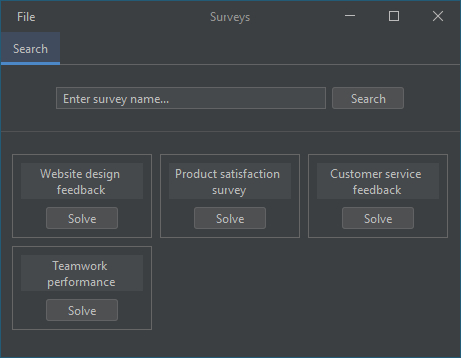 File
Surveys
Search
Enter survey name...
Search
Website design
feedback
Solve
Product satisfaction
survey
Solve
Customer service
feedback
Solve
Teamwork
performance
Solve